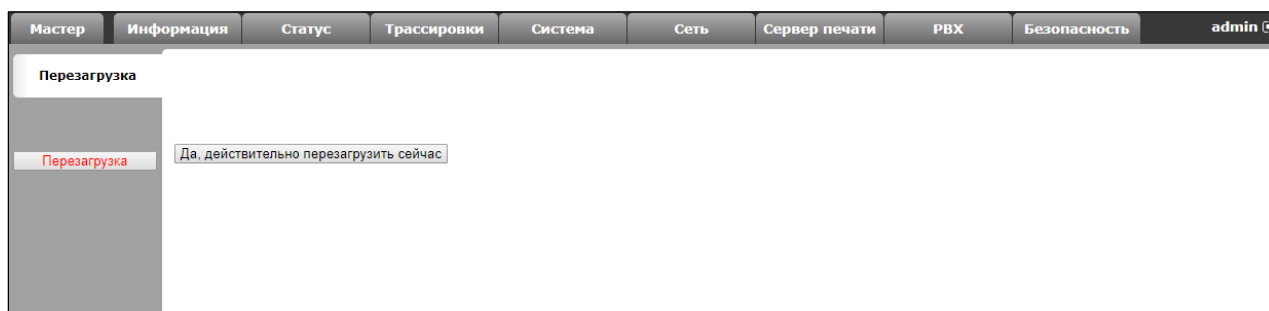 Мастер Информация Статус Трассировки Система Сеть Сервер печати PBX Безопасность admin
Перезагрузка
Перезагрузка
Да, действительно перезагрузить сейчас